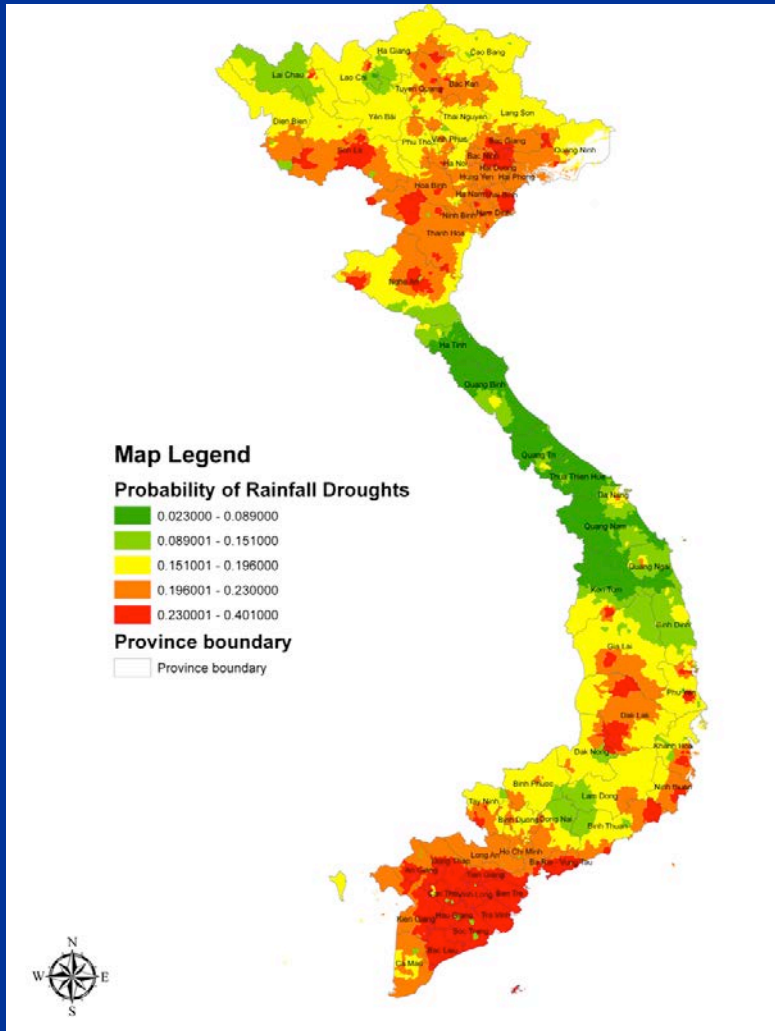 Ha Giang
Cao Bang
Lai Chau
Lao Cai
Tuyen Quang
Bac Kan
Dien Bien
Yên Bái
Thai Nguyen
Lang Son
Phu Tho
Vinh Phuc
Son La
Bac Giang
Quang Ninh
Bac Ninh
Ha Noi
Hai Duong
Hung Yen
Hai Phong
Hoa Binh
Ha Nam
Thai Binh
Ninh Binh
Nam Dinh
Thanh Hoa
Nghe An
Ha Tinh
Quang Binh
Map Legend
Probability of Rainfall Droughts
0.023000 - 0.089000
0.089001 - 0.151000
0.151001 - 0.196000
0.196001 - 0.230000
0.230001 - 0.401000
Province boundary
Province boundary
Quang Tri
Thua Thien Hue
Da Nang
Quang Nam
Quang Ngai
Kon Tum
Binh Dinh
Gia Lai
Phu Yen
Dak Lak
Dak Nong
Khanh Hoa
Binh Phuoc
Ninh thuan
Tay Ninh
Lam Dong
Binh Duong
Dong Nai
Binh Thuan
Ho Chi Minh
Long An
Dong Thap
Ba Ria
Vung Tau
An Giang
Tien Giang
Can Tho
Vinh Long
Ben Tre
Kien Giang
Hau Giang
Tra Vinh
Soc Trang
Bac Lieu
Ca Mau
N
W
E
S